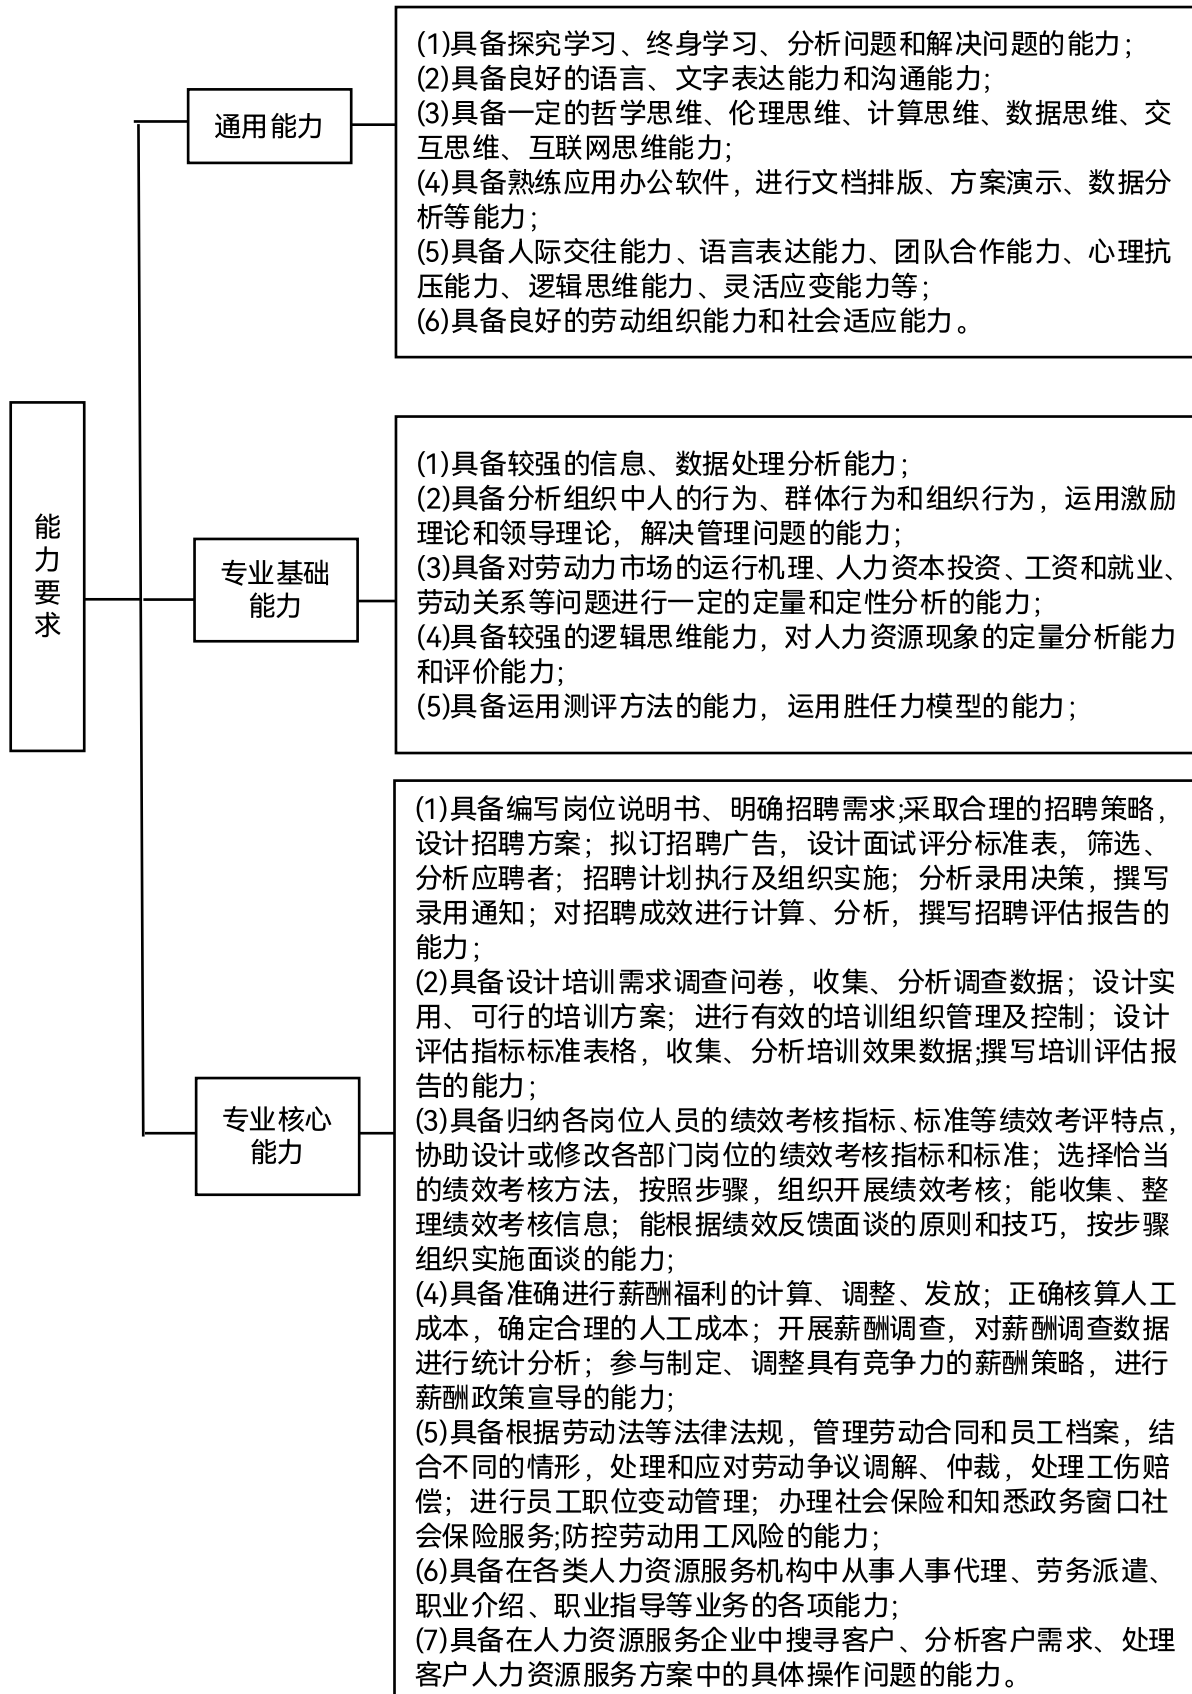 能
力
要
求
通用能力
(1)具备探究学习、终身学习、分析问题和解决问题的能力；
(2)具备良好的语言、文字表达能力和沟通能力；
(3)具备一定的哲学思维、伦理思维、计算思维、数据思维、交
互思维、互联网思维能力；
(4)具备熟练应用办公软件，进行文档排版、方案演示、数据分
析等能力；
(5)具备人际交往能力、语言表达能力、团队合作能力、心理抗
压能力、逻辑思维能力、灵活应变能力等；
(6)具备良好的劳动组织能力和社会适应能力。
专业基础
能力
(1)具备较强的信息、数据处理分析能力；
(2)具备分析组织中人的行为、群体行为和组织行为，运用激励
理论和领导理论，解决管理问题的能力；
(3)具备对劳动力市场的运行机理、人力资本投资、工资和就业、
劳动关系等问题进行一定的定量和定性分析的能力；
(4)具备较强的逻辑思维能力，对人力资源现象的定量分析能力
和评价能力；
(5)具备运用测评方法的能力，运用胜任力模型的能力；
专业核心
能力
(1)具备编写岗位说明书、明确招聘需求;采取合理的招聘策略，
设计招聘方案；拟订招聘广告，设计面试评分标准表，筛选、
分析应聘者；招聘计划执行及组织实施；分析录用决策，撰写
录用通知；对招聘成效进行计算、分析，撰写招聘评估报告的
能力；
(2)具备设计培训需求调查问卷，收集、分析调查数据；设计实
用、可行的培训方案；进行有效的培训组织管理及控制；设计
评估指标标准表格，收集、分析培训效果数据;撰写培训评估报
告的能力；
(3)具备归纳各岗位人员的绩效考核指标、标准等绩效考评特点，
协助设计或修改各部门岗位的绩效考核指标和标准；选择恰当
的绩效考核方法，按照步骤，组织开展绩效考核；能收集、整
理绩效考核信息；能根据绩效反馈面谈的原则和技巧，按步骤
组织实施面谈的能力；
(4)具备准确进行薪酬福利的计算、调整、发放；正确核算人工
成本，确定合理的人工成本；开展薪酬调查，对薪酬调查数据
进行统计分析；参与制定、调整具有竞争力的薪酬策略，进行
薪酬政策宣导的能力；
(5)具备根据劳动法等法律法规，管理劳动合同和员工档案，结
合不同的情形，处理和应对劳动争议调解、仲裁，处理工伤赔
偿；进行员工职位变动管理；办理社会保险和知悉政务窗口社
会保险服务;防控劳动用工风险的能力；
(6)具备在各类人力资源服务机构中从事人事代理、劳务派遣、
职业介绍、职业指导等业务的各项能力；
(7)具备在人力资源服务企业中搜寻客户、分析客户需求、处理
客户人力资源服务方案中的具体操作问题的能力。